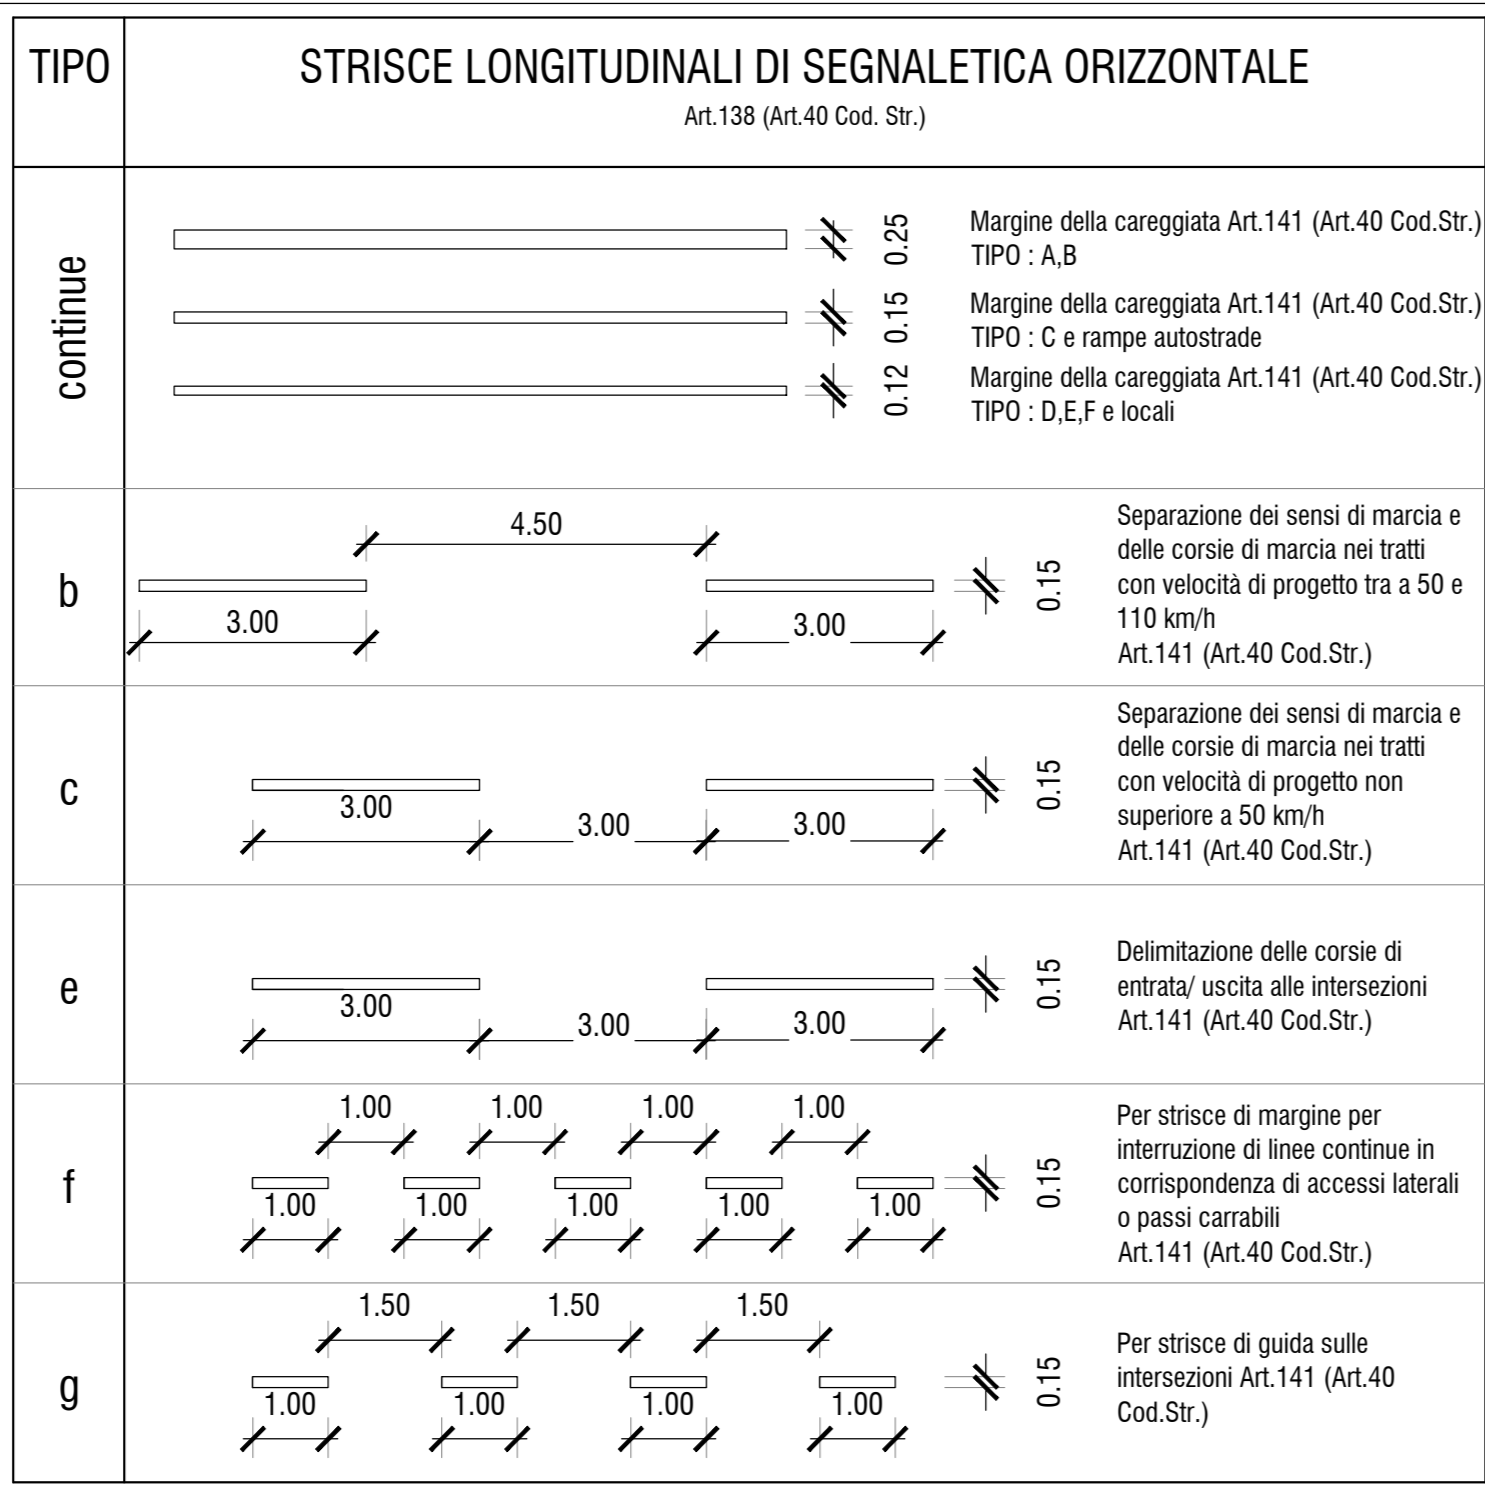 TIPO
STRISCE LONGITUDINALI DI SEGNALETICA ORIZZONTALE
Art.138 (Art.40 Cod. Str.)
continue
0.25
Margine della careggiata Art.141 (Art.40 Cod.Str.)
TIPO : A,B
0.15
Margine della careggiata Art.141 (Art.40 Cod.Str.)
TIPO : C e rampe autostrade
0.12
Margine della careggiata Art.141 (Art.40 Cod.Str.)
TIPO : D,E,F e locali
b
4.50
3.00
3.00
0.15
Separazione dei sensi di marcia e
delle corsie di marcia nei tratti
con velocità di progetto tra a 50 e
110 km/h
Art.141 (Art.40 Cod.Str.)
c
3.00
3.00
3.00
0.15
Separazione dei sensi di marcia e
delle corsie di marcia nei tratti
con velocità di progetto non
superiore a 50 km/h
Art.141 (Art.40 Cod.Str.)
e
3.00
3.00
3.00
0.15
Delimitazione delle corsie di
entrata/ uscita alle intersezioni
Art.141 (Art.40 Cod.Str.)
f
1.00 1.00 1.00 1.00
1.00 1.00 1.00 1.00 1.00
0.15
Per strisce di margine per
interruzione di linee continue in
corrispondenza di accessi laterali
o passi carrabili
Art.141 (Art.40 Cod.Str.)
g
1.50 1.50 1.50
1.00 1.00 1.00 1.00
0.15
Per strisce di guida sulle
intersezioni Art.141 (Art.40
Cod.Str.)